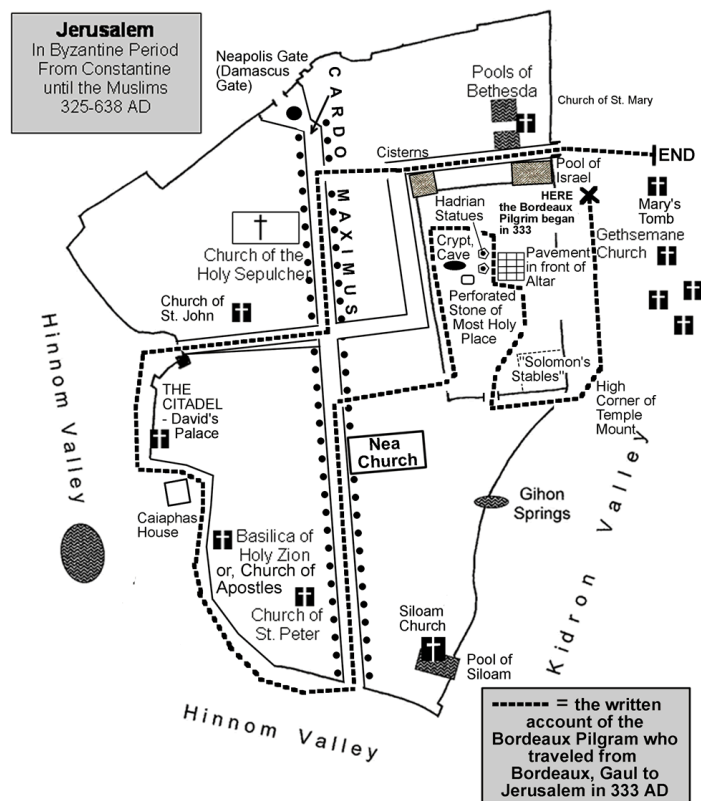 Jerusalem
In Byzantine Period
From Constantine
until the Muslims
325-638 AD
Neapolis Gate
(Damascus
Gate)
CARDO MAXIMUS
Pools of
Bethesda
Church of St. Mary
Cisterns
END
Pool of
Israel
HERE
the Bordeaux
Pilgrim began
in 333
Mary's
Tomb
Gethsemane
Church
Hadrian
Statues
Crypt,
Cave
Pavement
in front of
Altar
Perforated
Stone of
Most Holy
Place
Church of the
Holy Sepulcher
Church of
St. John
"Solomon's
Stables"
High
Corner of
Temple
Mount
Hinnom Valley
THE
CITADEL
- David's
Palace
Nea
Church
Caiaphas
House
Gihon
Springs
Kidron Valley
Basilica of
Holy Zion
or, Church of
Apostles
Church of
St. Peter
Siloam
Church
Pool of
Siloam
Hinnom Valley
= the written
account of the
Bordeaux Pilgram who
traveled from
Bordeaux, Gaul to
Jerusalem in 333 AD